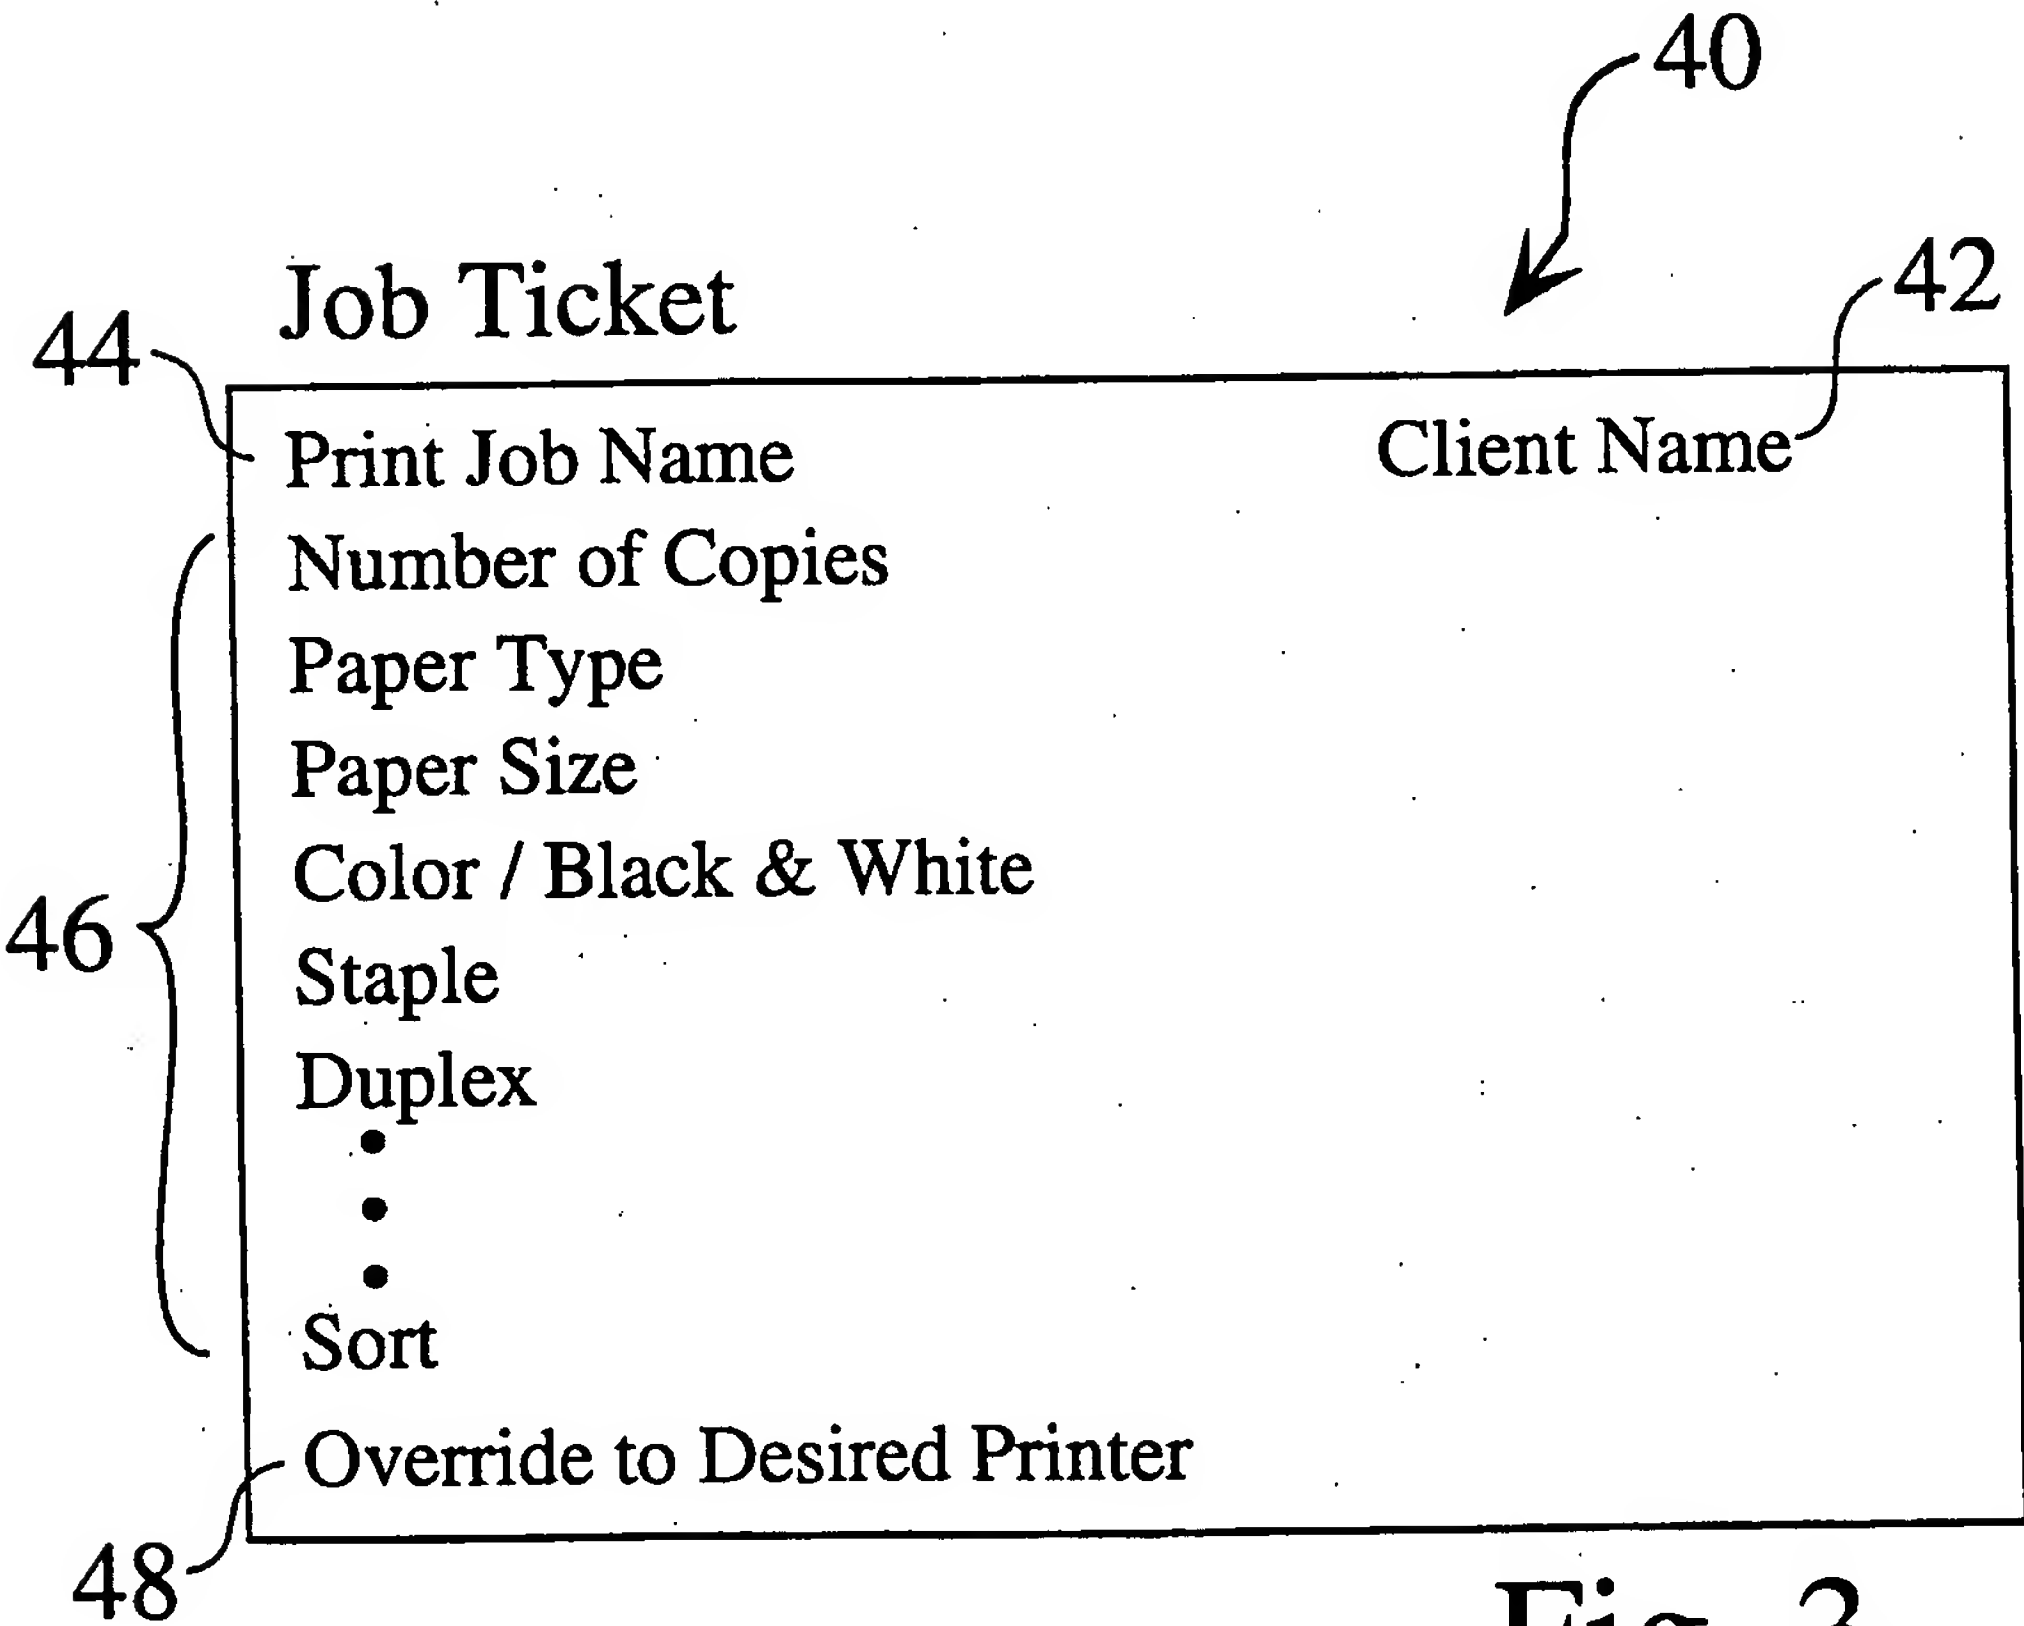 40
Job Ticket
42
44
Print Job Name Client Name
Number of Copies
Paper Type
Paper Size
Color / Black & White
46
Staple
Duplex
Sort
Override to Desired Printer
48
Fig.